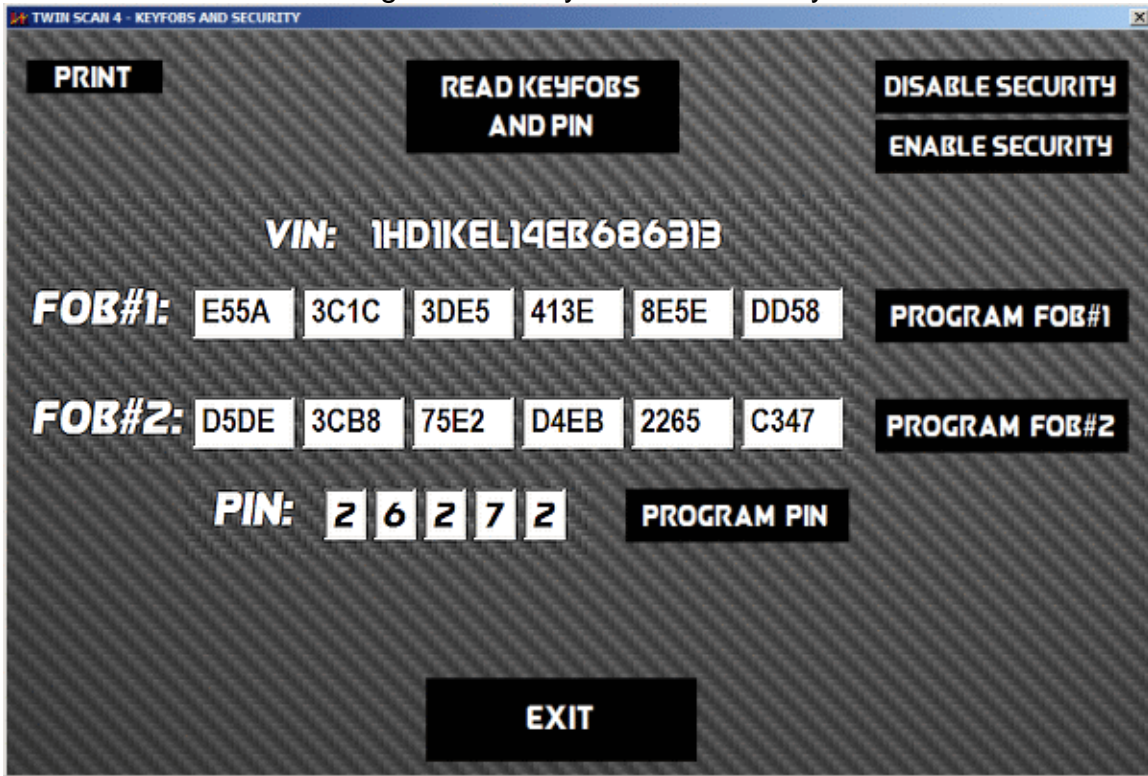 TWIN SCAN 4 - KEYFOBS AND SECURITY
PRINT
READ KEYFOBS
AND PIN
DISABLE SECURITY
ENABLE SECURITY
VIN: 1HD1KEL14EB686313
FOB#1: E55A 3C1C 3DE5 413E 8E5E DD58 PROGRAM FOB#1
FOB#2: D5DE 3CB8 75E2 D4EB 2265 C347 PROGRAM FOB#2
PIN: 2 6 2 7 2 PROGRAM PIN
EXIT